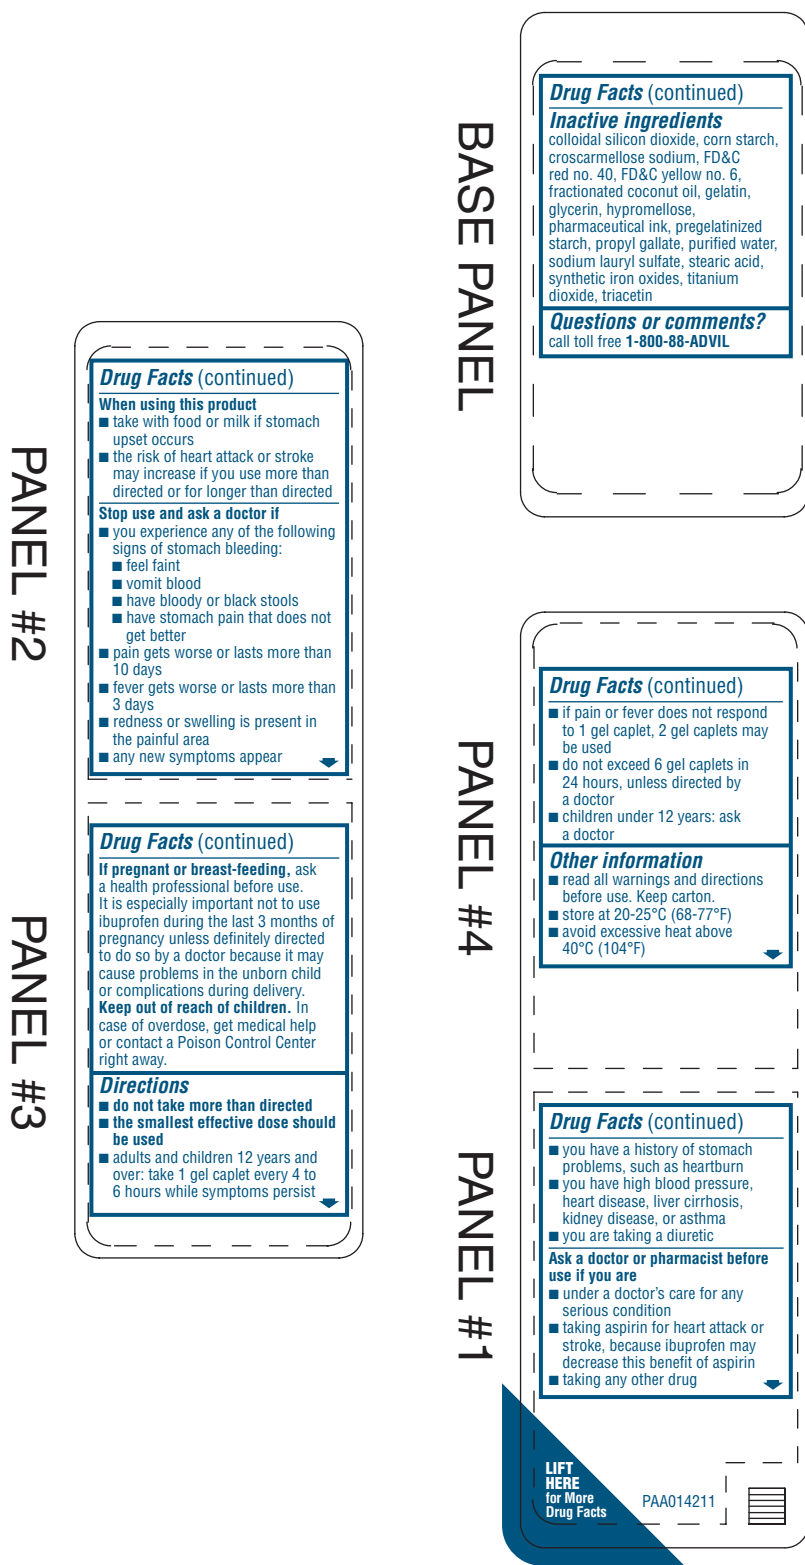 BASE PANEL
Drug Facts (continued)
Inactive ingredients
colloidal silicon dioxide, corn starch,
croscarmellose sodium, FD&C
red no. 40, FD&C yellow no. 6,
fractionated coconut oil, gelatin,
glycerin, hypromellose,
pharmaceutical ink, pregelatinized
starch, propyl gallate, purified water,
sodium lauryl sulfate, stearic acid,
synthetic iron oxides, titanium
dioxide, triacetin
Questions or comments?
call toll free 1-800-88-ADVIL
PANEL #1
Drug Facts (continued)
■ you have a history of stomach
problems, such as heartburn
■ you have high blood pressure,
heart disease, liver cirrhosis,
kidney disease, or asthma
■ you are taking a diuretic
Ask a doctor or pharmacist before
use if you are
■ under a doctor's care for any
serious condition
■ taking aspirin for heart attack or
stroke, because ibuprofen may
decrease this benefit of aspirin
■ taking any other drug
LIFT
HERE
for More
Drug Facts
PAA014211
PANEL #2
Drug Facts (continued)
When using this product
■ take with food or milk if stomach
upset occurs
■ the risk of heart attack or stroke
may increase if you use more than
directed or for longer than directed
Stop use and ask a doctor if
■ you experience any of the following
signs of stomach bleeding:
■ feel faint
■ vomit blood
■ have bloody or black stools
■ have stomach pain that does not
get better
■ pain gets worse or lasts more than
10 days
■ fever gets worse or lasts more than
3 days
■ redness or swelling is present in
the painful area
■ any new symptoms appear
PANEL #3
Drug Facts (continued)
If pregnant or breast-feeding, ask
a health professional before use.
It is especially important not to use
ibuprofen during the last 3 months of
pregnancy unless definitely directed
to do so by a doctor because it may
cause problems in the unborn child
or complications during delivery.
Keep out of reach of children. In
case of overdose, get medical help
or contact a Poison Control Center
right away.
Directions
■ do not take more than directed
■ the smallest effective dose should
be used
■ adults and children 12 years and
over: take 1 gel caplet every 4 to
6 hours while symptoms persist
PANEL #4
Drug Facts (continued)
■ if pain or fever does not respond
to 1 gel caplet, 2 gel caplets may
be used
■ do not exceed 6 gel caplets in
24 hours, unless directed by
a doctor
■ children under 12 years: ask
a doctor
Other information
■ read all warnings and directions
before use. Keep carton.
■ store at 20-25°C (68-77°F)
■ avoid excessive heat above
40°C (104°F)